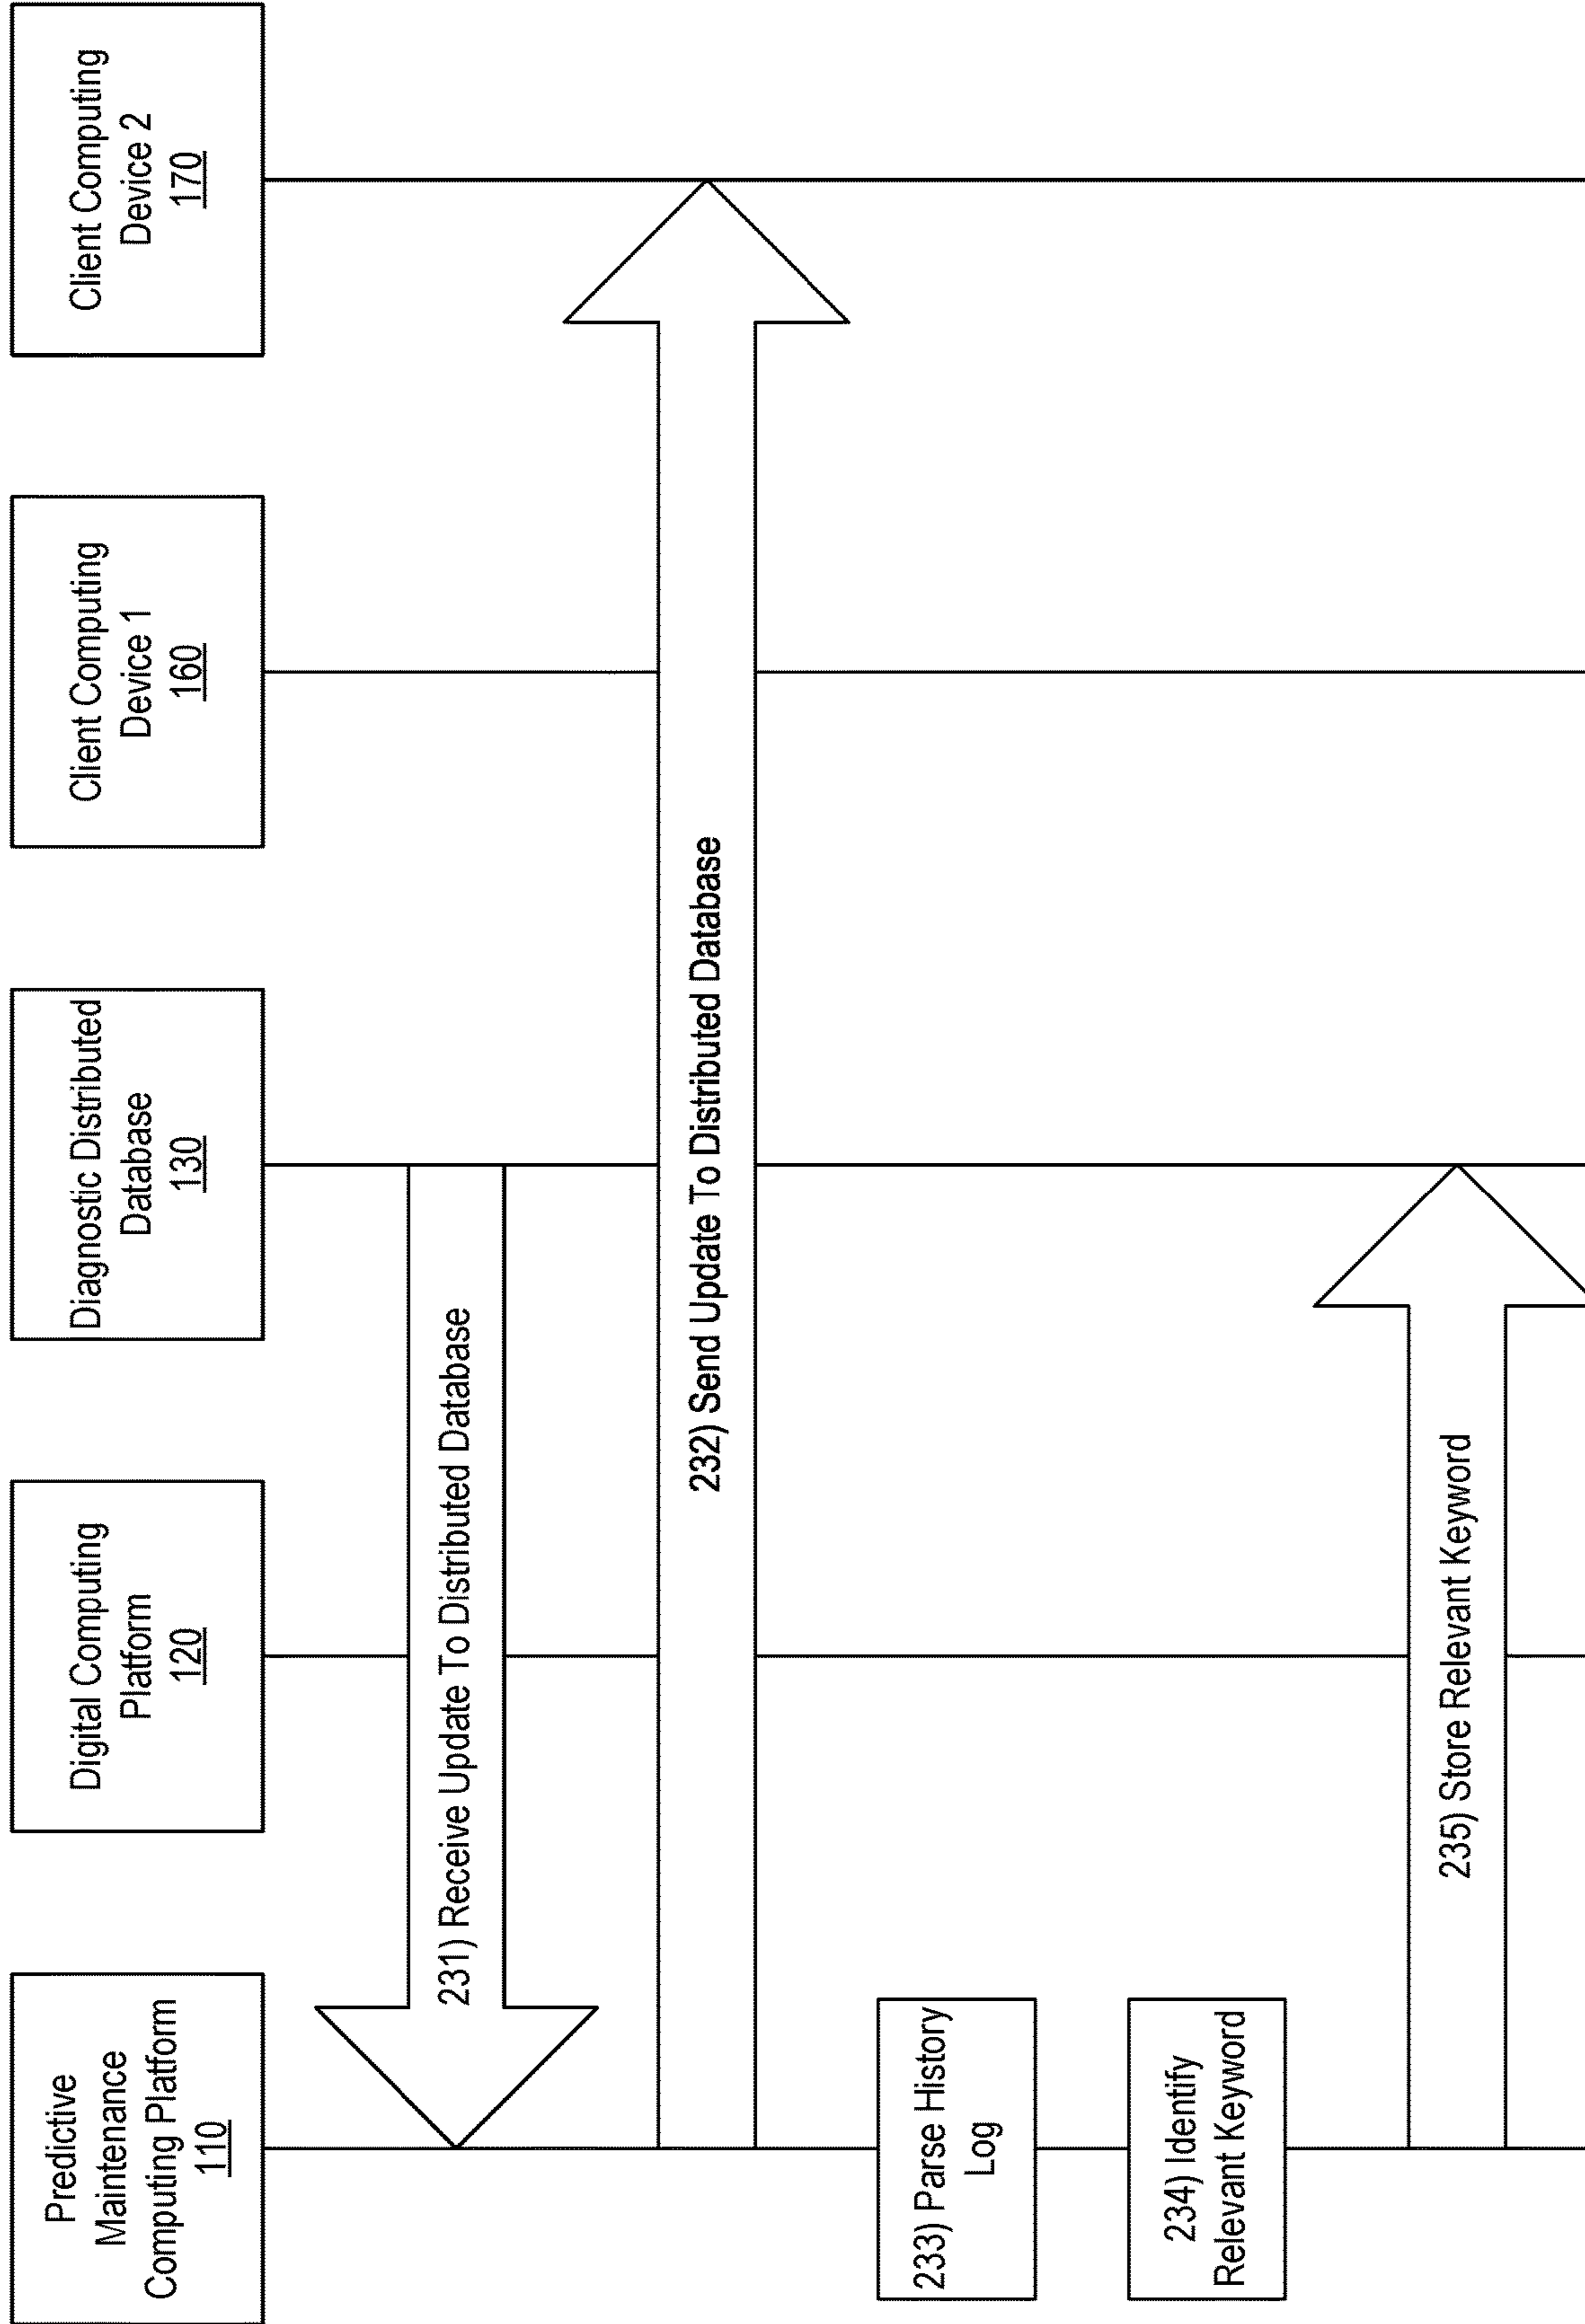 Predictive
Maintenance
Computing Platform
110
Digital Computing
Platform
120
Diagnostic Distributed
Database
130
Client Computing
Device 1
160
Client Computing
Device 2
170
231) Receive Update To Distributed Database
232) Send Update To Distributed Database
233) Parse History
Log
234) Identify
Relevant Keyword
235) Store Relevant Keyword